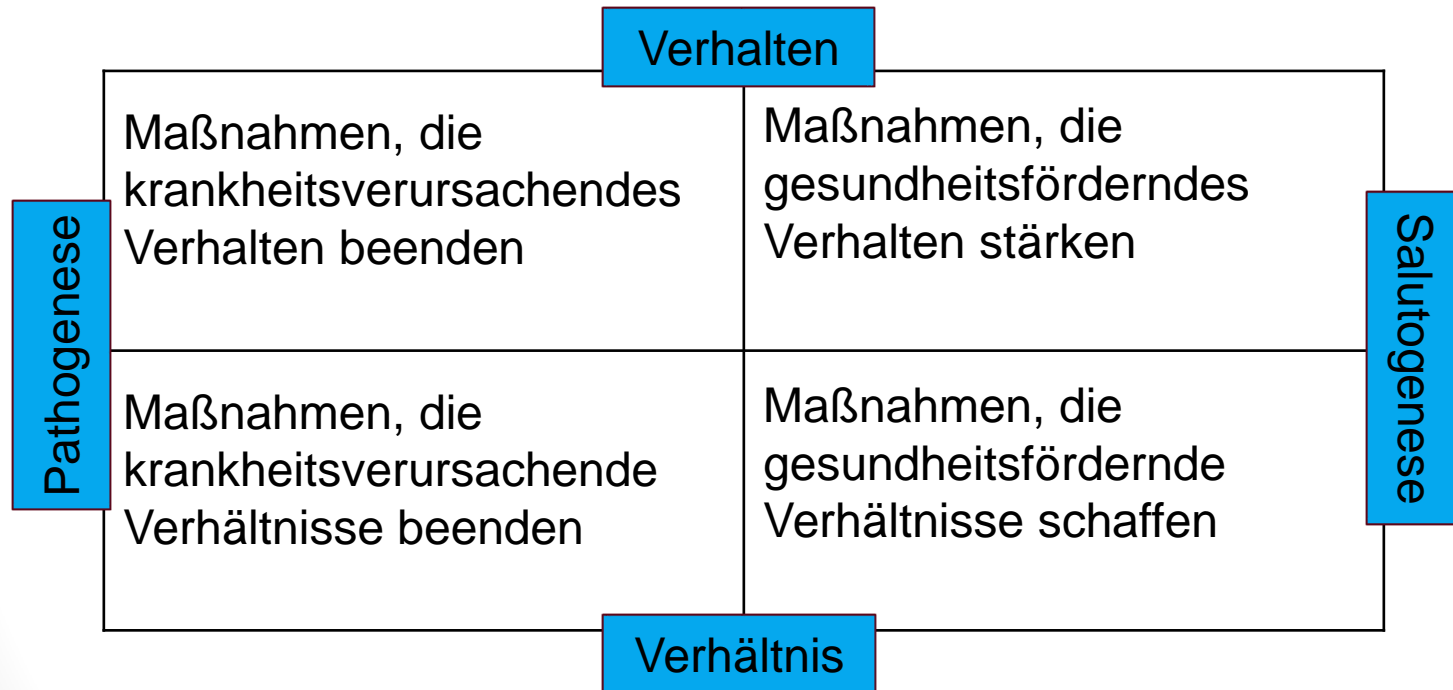 Verhalten
Maßnahmen, die
krankheitsverursachendes
Verhalten beenden
Maßnahmen, die
gesundheitsförderndes
Verhalten stärken
Pathogenese
Salutogenese
Maßnahmen, die
krankheitsverursachende
Verhältnisse beenden
Maßnahmen, die
gesundheitsfördernde
Verhältnisse schaffen
Verhältnis